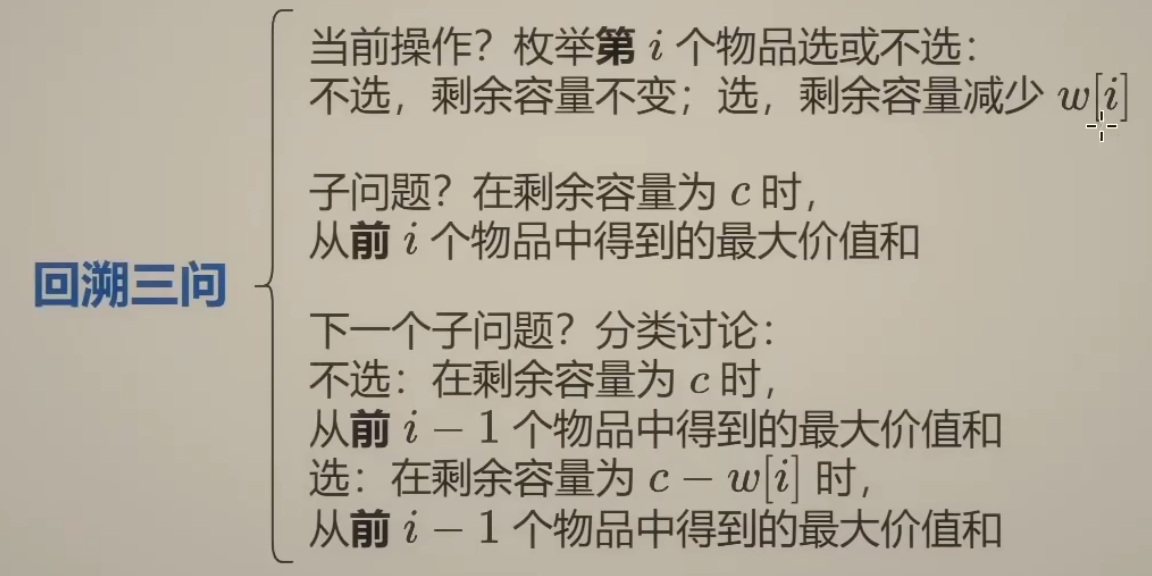 回溯三问
当前操作？枚举第 i 个物品选或不选：
不选，剩余容量不变；选，剩余容量减少 w[i]
子问题？在剩余容量为 c 时，
从前 i 个物品中得到的最大价值和
下一个子问题？分类讨论：
不选：在剩余容量为 c 时，
从前 i − 1 个物品中得到的最大价值和
选：在剩余容量为 c − w[i] 时，
从前 i − 1 个物品中得到的最大价值和